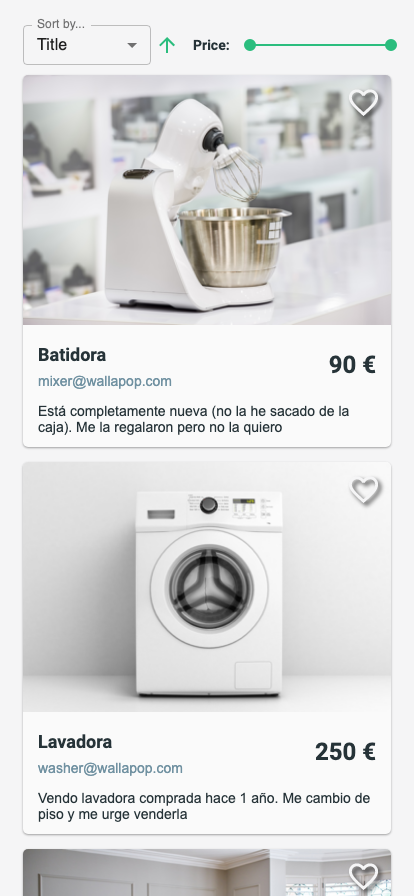 Sort by...
Title
Price:
Batidora
90 €
mixer@wallapop.com
Está completamente nueva (no la he sacado de la
caja). Me la regalaron pero no la quiero
Lavadora
250 €
washer@wallapop.com
Vendo lavadora comprada hace 1 año. Me cambio de
piso y me urge venderla